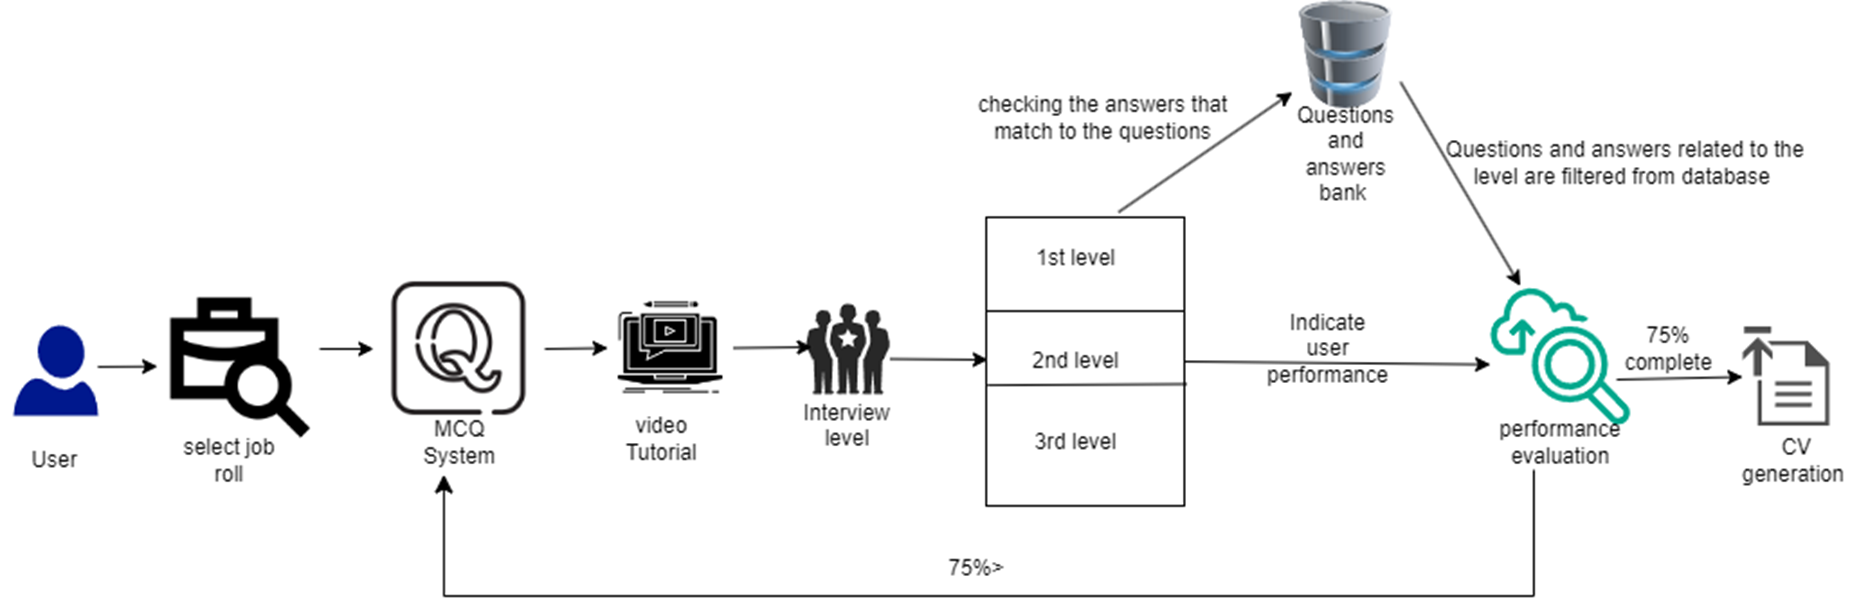 User
select job
roll
MCQ
System
video
Tutorial
Interview
level
1st level
2nd level
3rd level
checking the answers that
match to the questions
Questions
and
answers
bank
Questions and answers related to the
level are filtered from database
Indicate
user
performance
performance
evaluation
75%
complete
CV
generation
75%>